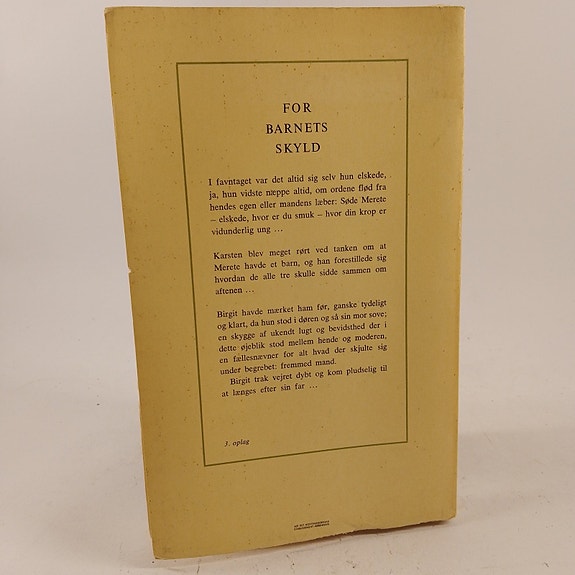 FOR
BARNETS
SKYLD
I favntaget var det altid sig selv hun elskede,
ja, hun vidste næppe altid, om ordene flød fra
hendes egen eller mandens læber: Søde Merete
– elskede, hvor er du smuk – hvor din krop er
vidunderlig ung ...
Karsten blev meget rørt ved tanken om at
Merete havde et barn, og han forestillede sig
hvordan de alle tre skulle sidde sammen om
aftenen ...
Birgit havde mærket ham før, ganske tydeligt
og klart, da hun stod i døren og så sin mor sove;
en skygge af ukendt lugt og bevidsthed der i
dette øjeblik stod mellem hende og moderen,
en fællesnævner for alt hvad der skjulte sig
under begrebet: fremmed mand.
Birgit trak vejret dybt og kom pludselig til
at længes efter sin far ...
3. oplag